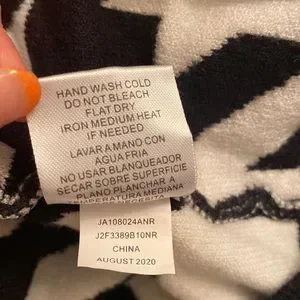 HAND WASH COLD
DO NOT BLEACH
FLAT DRY
IRON MEDIUM HEAT
IF NEEDED
LAVAR A MANO CON
AGUA FRIA
NO USAR BLANQUEADOR
SECAR SOBRE SUPERFICIE
PLANO PLANCHAR A
TEMPERATURA MEDIANA
JA108024ANR
J2F3389B10NR
CHINA
AUGUST 2020